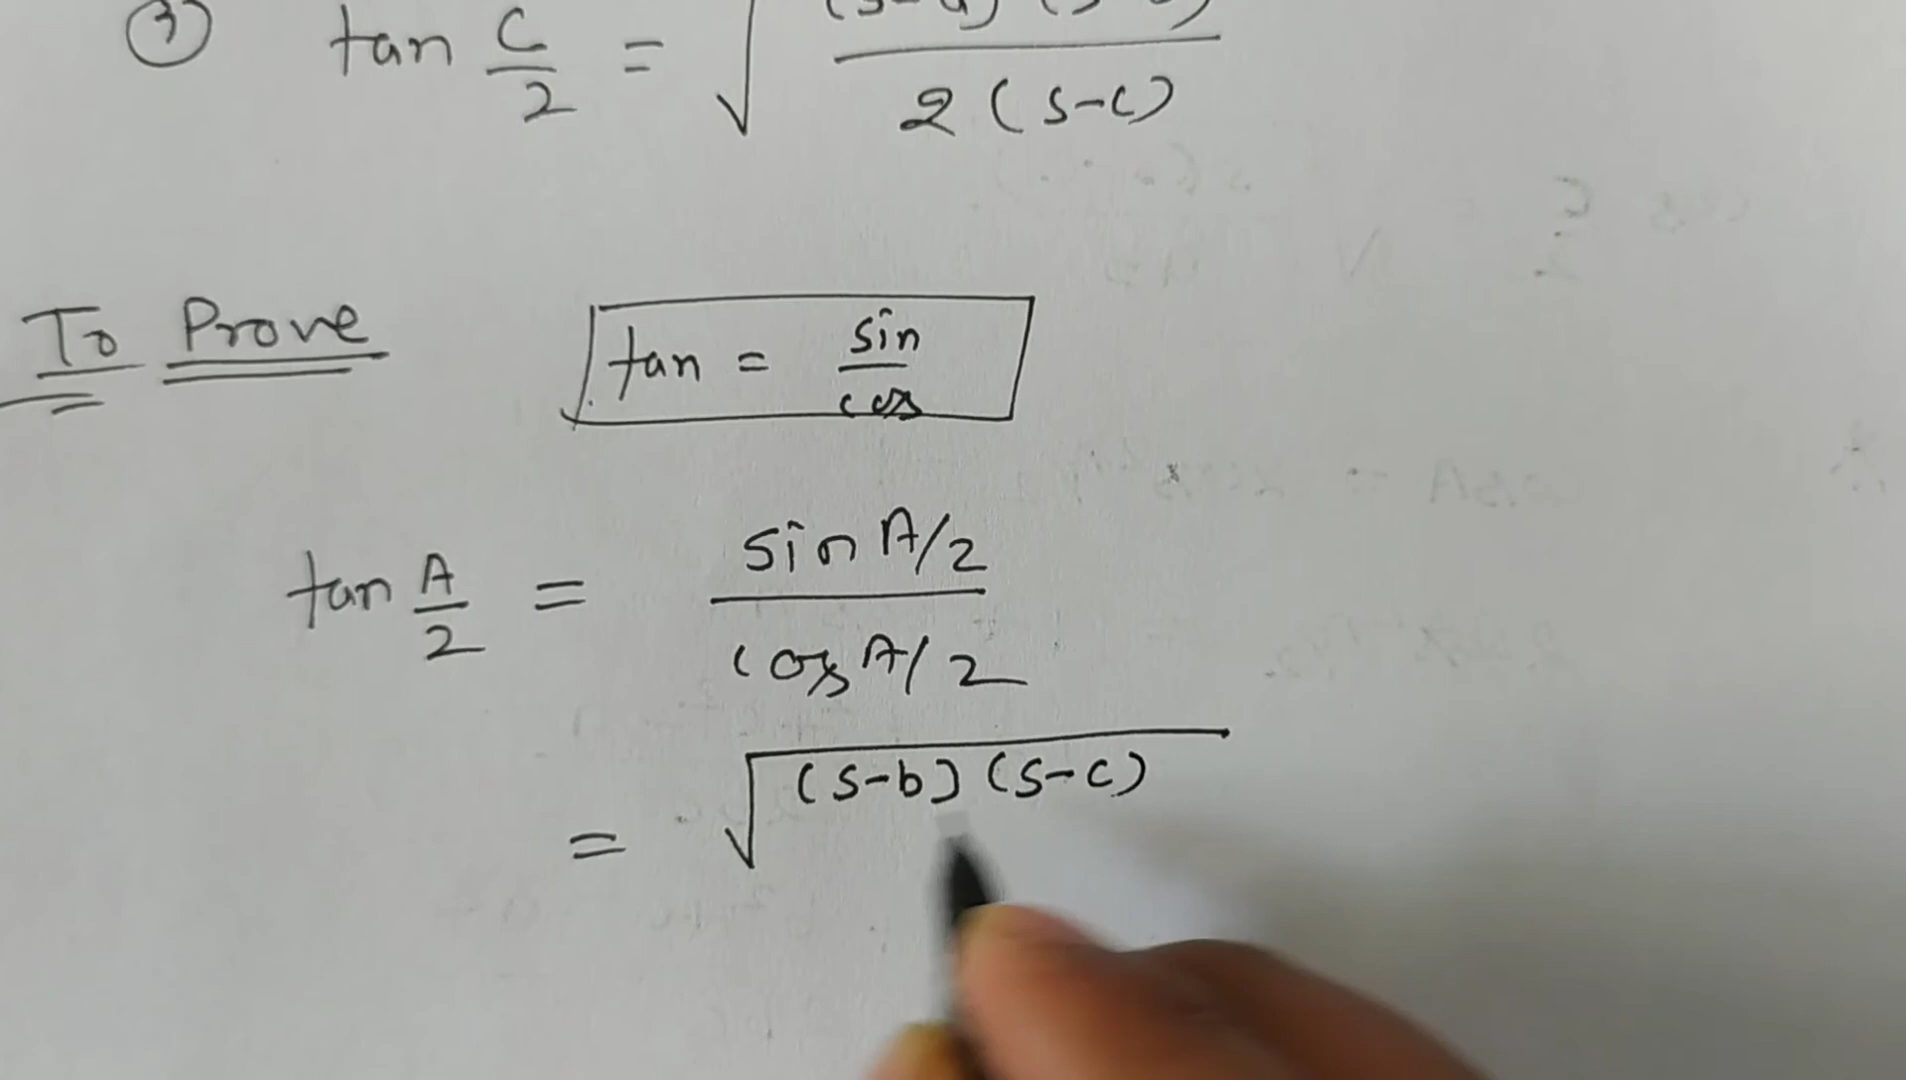 ③ tan C/2 = √ (s-a)(s-b) / 2(s-c)
To Prove
tan = sin / cos
tan A/2 = sin A/2 / cos A/2
= √(s-b)(s-c)